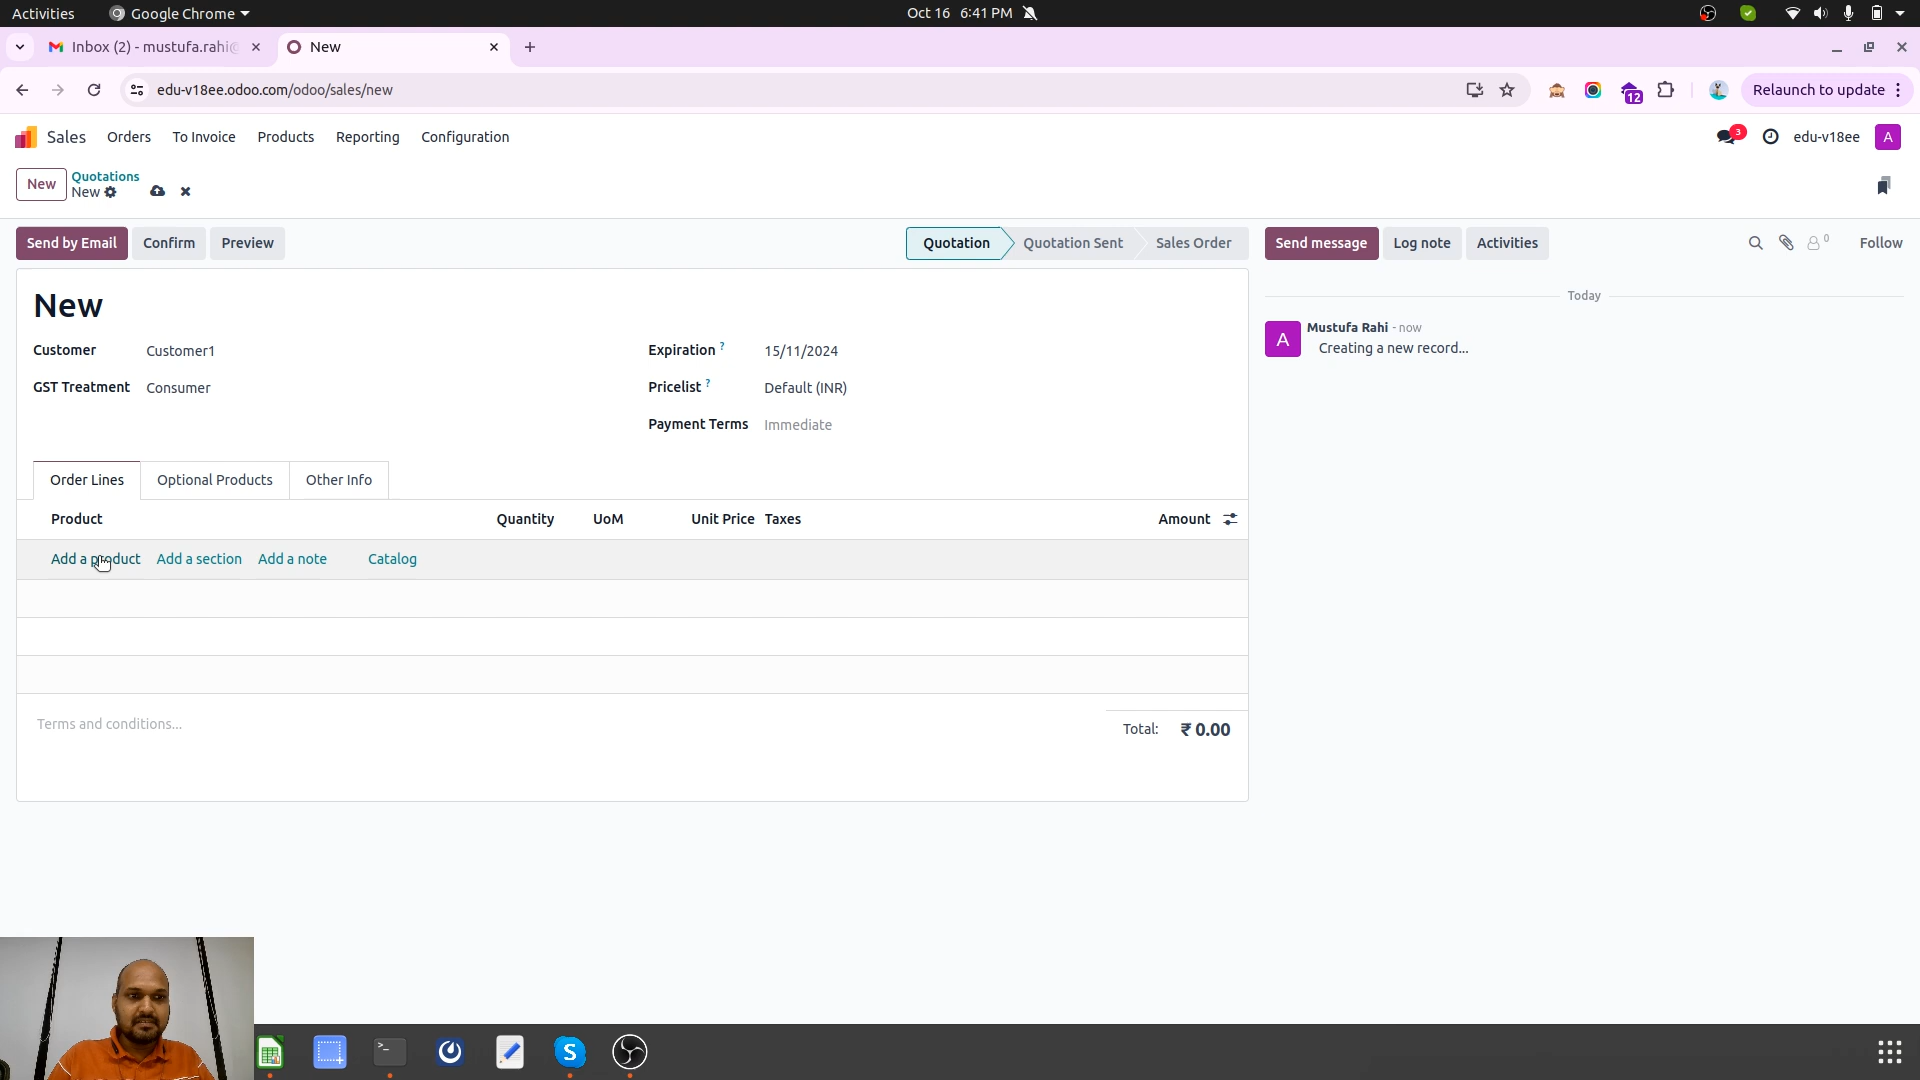 Activities
Google Chrome
Oct 16 6:41 PM
Inbox (2) - mustufa.rahi@
New
edu-v18ee.odoo.com/odoo/sales/new
12
Relaunch to update
Sales
Orders
To Invoice
Products
Reporting
Configuration
3
edu-v18ee
A
New
Quotations
New
Send by Email
Confirm
Preview
Quotation
Quotation Sent
Sales Order
Send message
Log note
Activities
0
Follow
New
Customer
Customer1
Expiration ?
15/11/2024
GST Treatment
Consumer
Pricelist ?
Default (INR)
Payment Terms
Immediate
Today
A
Mustufa Rahi - now
Creating a new record...
Order Lines
Optional Products
Other Info
Product
Quantity
UoM
Unit Price
Taxes
Amount
Add a product
Add a section
Add a note
Catalog
Terms and conditions...
Total:
₹ 0.00
>_
S